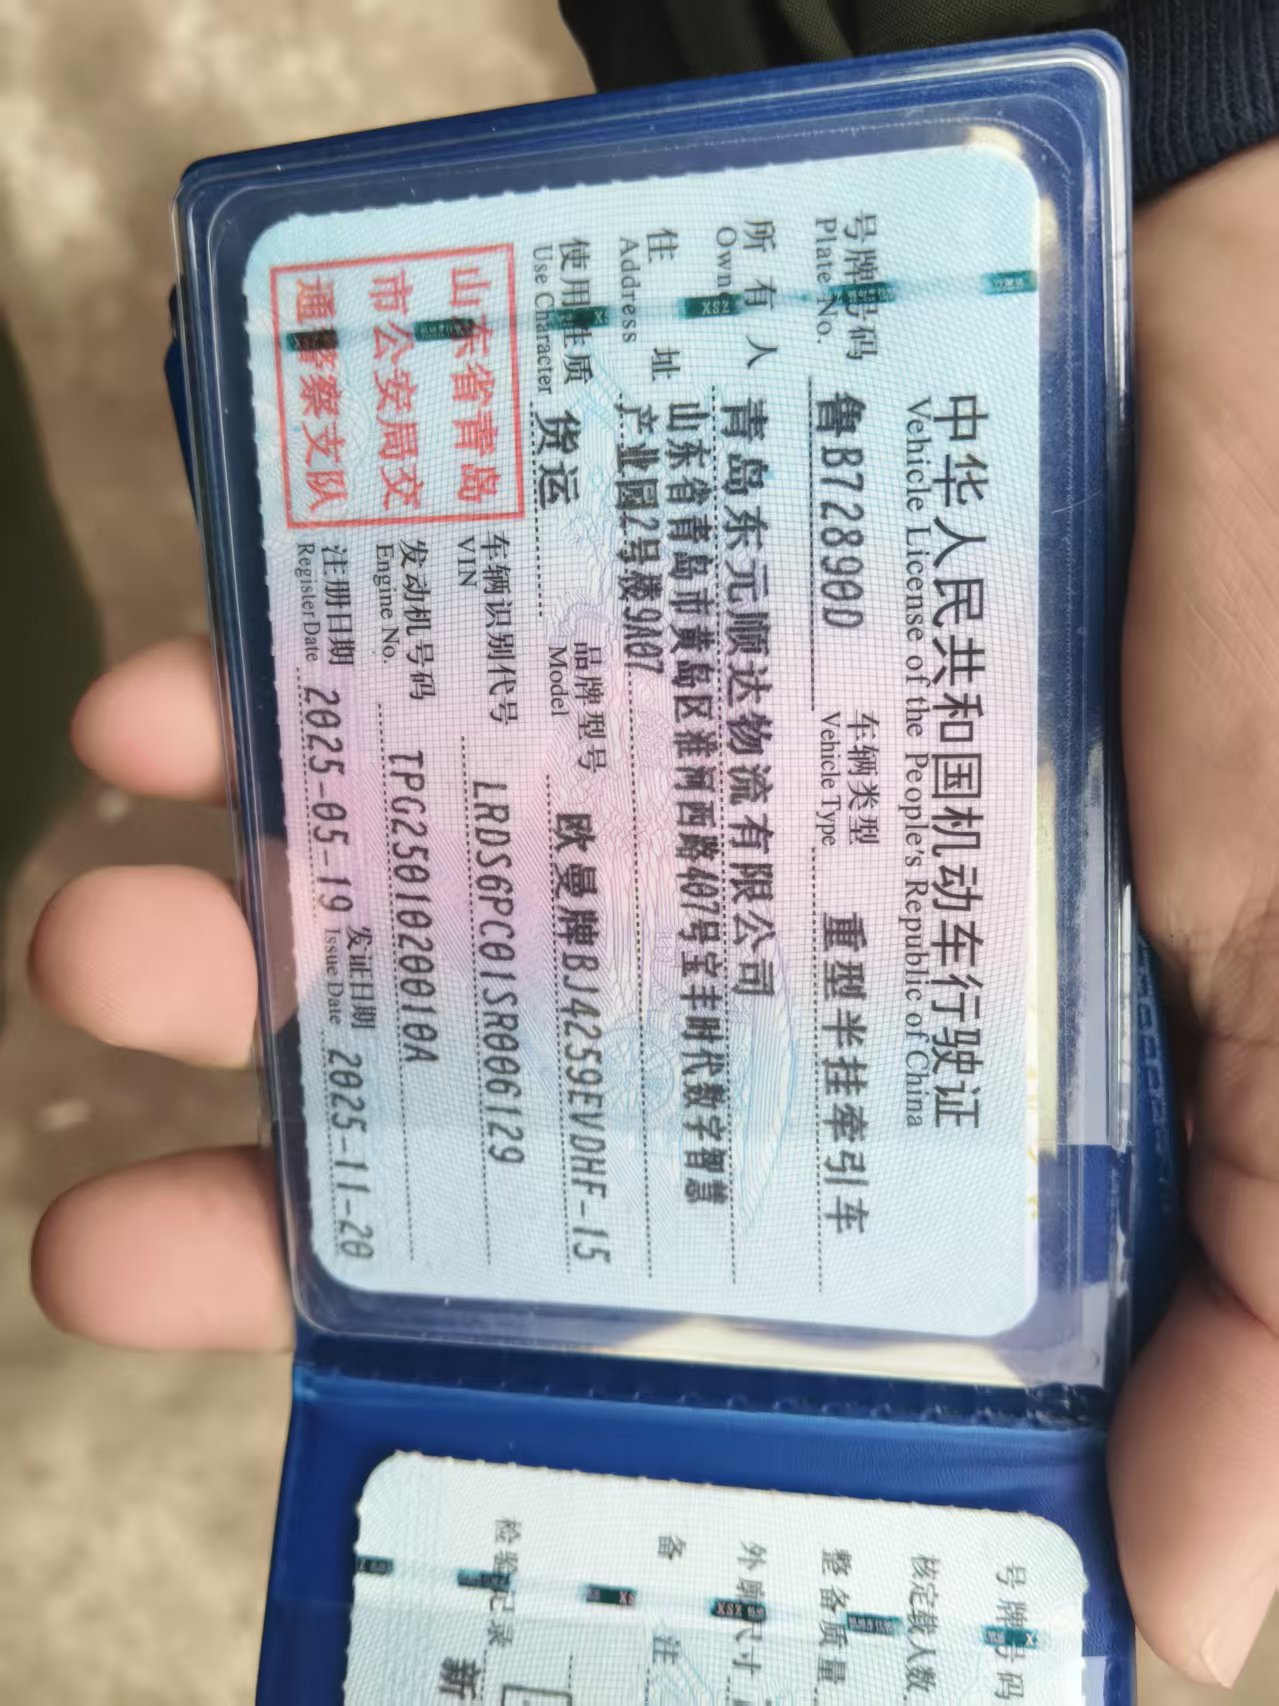 中华人民共和国机动车行驶证
Vehicle License of the People's Republic of China
号牌号码 鲁B72890D 车辆类型 重型半挂牵引车
Plate No. Vehicle Type
所有人 青岛东元顺达物流有限公司
住址 山东省青岛市黄岛区淮河西路407号宝丰时代数字智慧
Address 产业园2号楼9A07
使用性质 货运 品牌型号 欧曼牌BJ4259EVDHF-15
Use Character Model
山东省青岛
市公安局交
通警察支队
车辆识别代号 LRDS6PC01SR006129
VIN
发动机号码 TPG2501020010A
Engine No.
注册日期 2025-05-19 发证日期 2025-11-20
Register Date Issue Date
号牌号码
核定载人数
整备质量
外廓尺寸
备注
检验记录